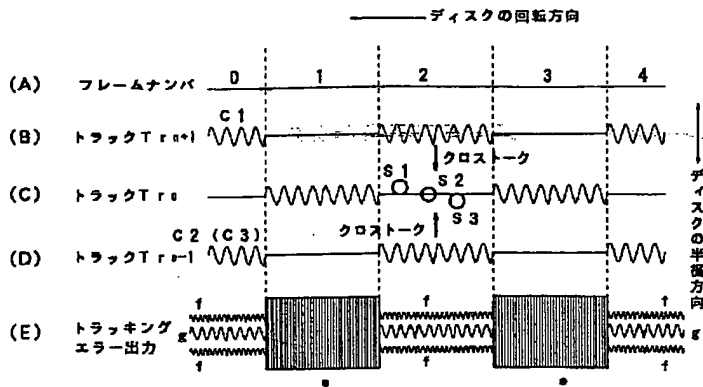 ディスクの回転方向
(A) フレームナンバ 0 1 2 3 4
C1
(B) トラックTrn+1
クロストーク
S1
(C) トラックTrn
S2
S3
C2 (C3)
クロストーク
(D) トラックTrn-1
ディスクの半径方向
f f f
(E) トラッキング g g
エラー出力
f f f